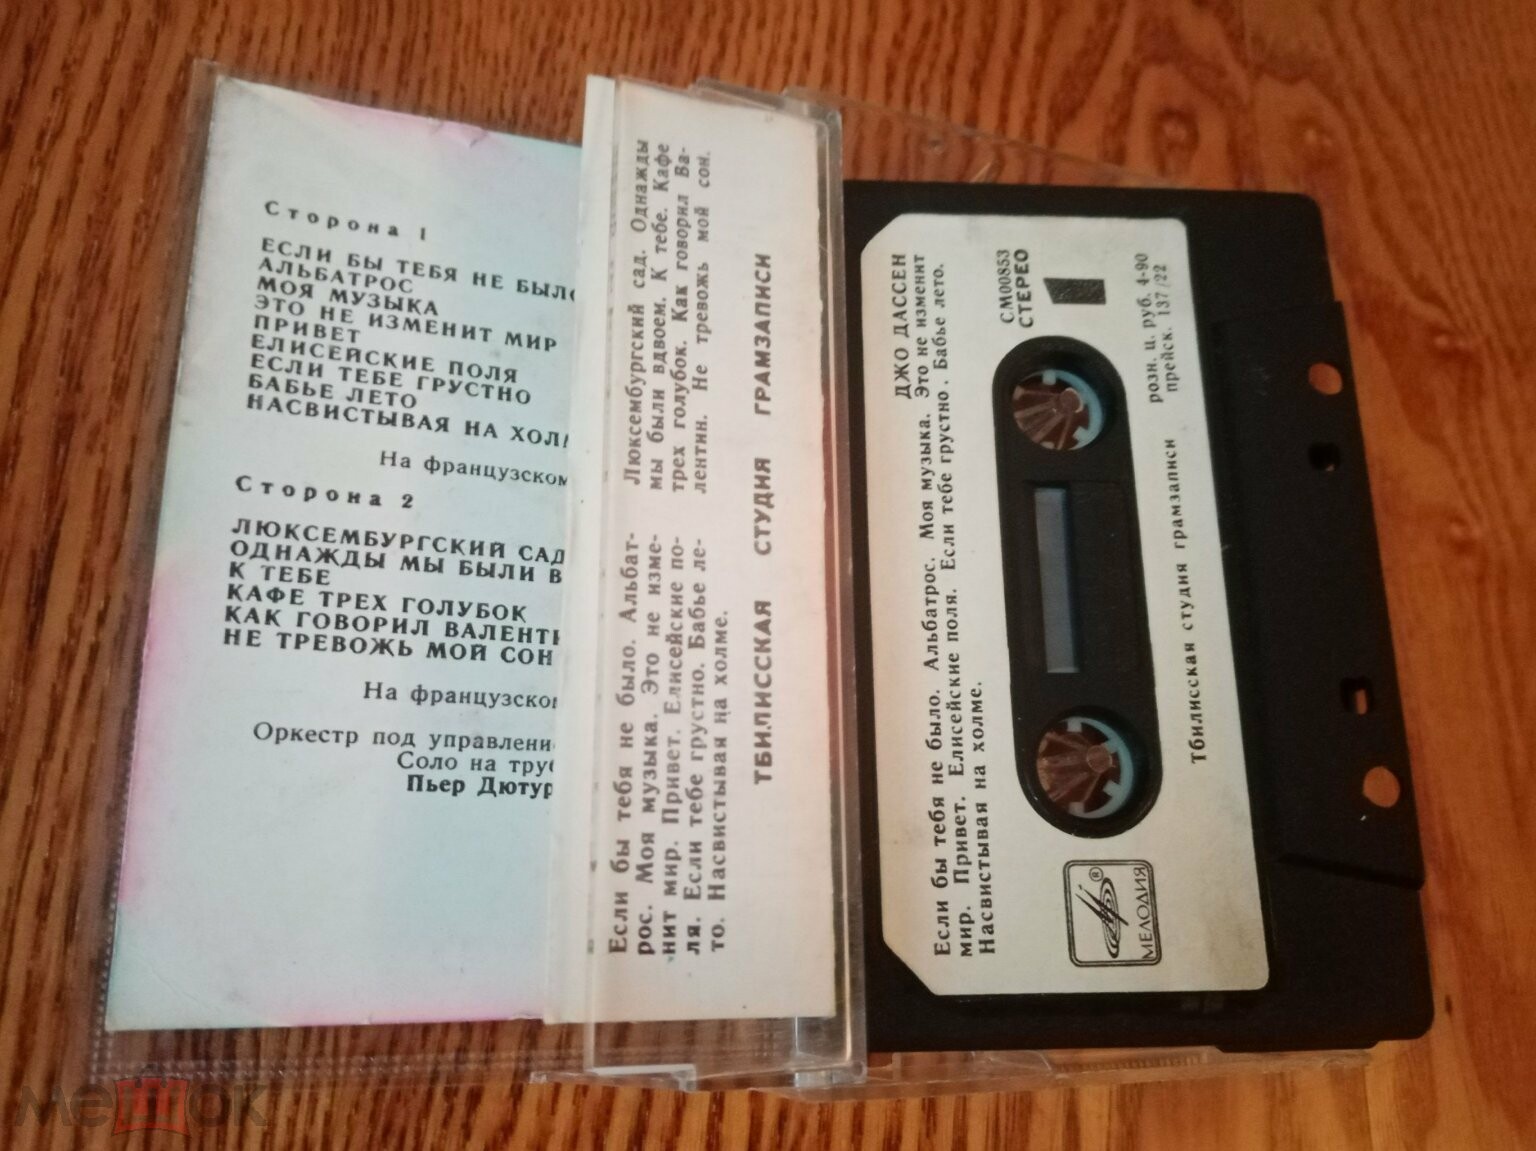 Сторона 1
ЕСЛИ БЫ ТЕБЯ НЕ БЫЛО
АЛЬБАТРОС
МОЯ МУЗЫКА
ЭТО НЕ ИЗМЕНИТ МИР
ПРИВЕТ
ЕЛИСЕЙСКИЕ ПОЛЯ
ЕСЛИ ТЕБЕ ГРУСТНО
БАБЬЕ ЛЕТО
НАСВИСТЫВАЯ НА ХОЛМ
На французском
Сторона 2
ЛЮКСЕМБУРГСКИЙ САД
ОДНАЖДЫ МЫ БЫЛИ В
К ТЕБЕ
КАФЕ ТРЕХ ГОЛУБОК
КАК ГОВОРИЛ ВАЛЕНТИ
НЕ ТРЕВОЖЬ МОЙ СОН
На французском
Оркестр под управлени
Соло на труб
Пьер Дютур
Если бы тебя не было. Альбат-
рос. Моя музыка. Это не изме-
нит мир. Привет. Елисейские по-
ля. Если тебе грустно. Бабье ле-
то. Насвистывая на холме.
Люксембургский сад. Однажды
мы были вдвоем. К тебе. Кафе
трех голубок. Как говорил Ва-
лентин. Не тревожь мой сон.
ТБИЛИССКАЯ СТУДИЯ ГРАМЗАПИСИ
ДЖО ДАССЕН
Если бы тебя не было. Альбатрос. Моя музыка. Это не изменит
мир. Привет. Елисейские поля. Если тебе грустно. Бабье лето.
Насвистывая на холме.
СМ00853
СТЕРЕО
1
МЕЛОДИЯ
®
розн. ц. руб. 4-90
прейск. 137/22
Тбилисская студия грамзаписи
мешок